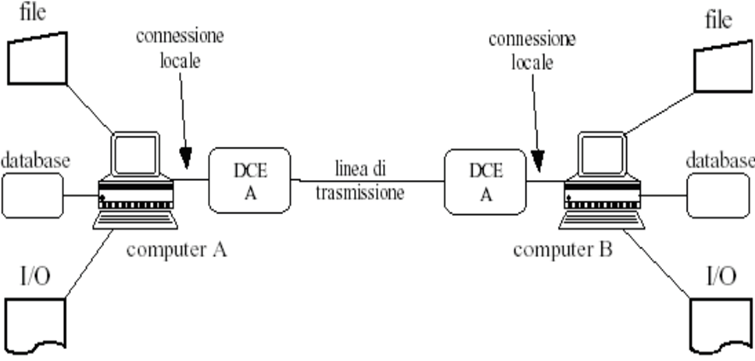 file
connessione
locale
connessione
locale
file
database
DCE
A
linea di
trasmissione
DCE
A
database
computer A
computer B
I/O
I/O